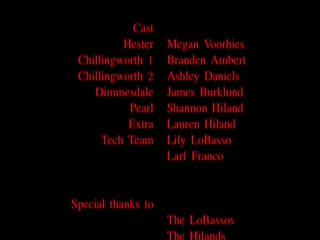 Cast
Hester Megan Voorhies
Chillingworth 1 Branden Ambert
Chillingworth 2 Ashley Daniels
Dimmesdale James Burklund
Pearl Shannon Hiland
Extra Lauren Hiland
Tech Team Lily LoBasso
Larf Franco
Special thanks to
The LoBassos
The Hilands